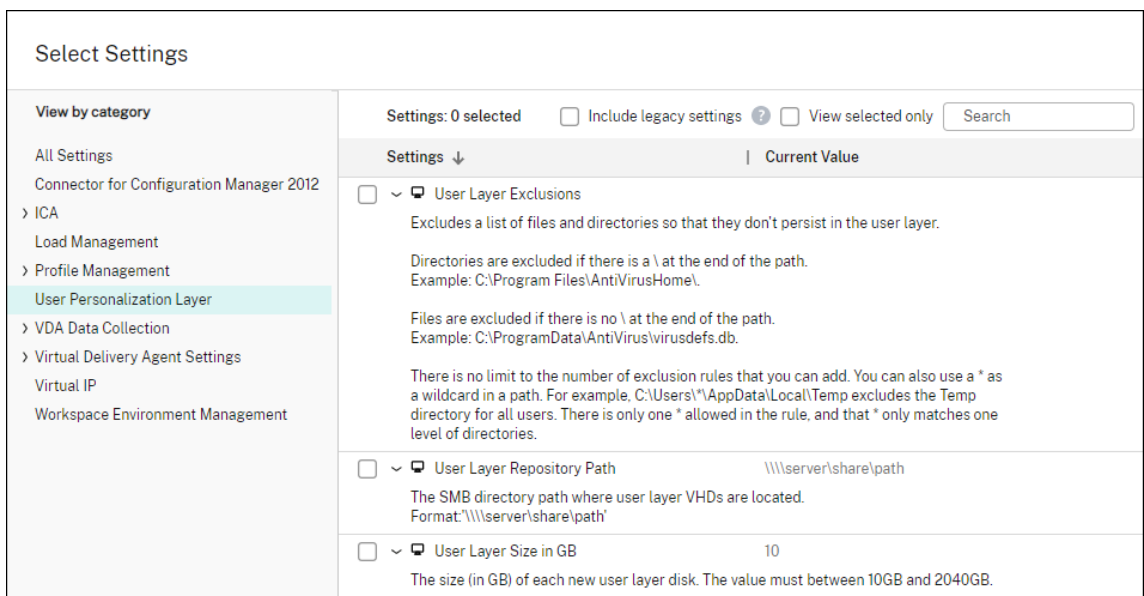 Select Settings
View by category
All Settings
Connector for Configuration Manager 2012
ICA
Load Management
Profile Management
User Personalization Layer
VDA Data Collection
Virtual Delivery Agent Settings
Virtual IP
Workspace Environment Management
Settings: 0 selected Include legacy settings ? View selected only Search
Settings ↓ | Current Value
User Layer Exclusions
Excludes a list of files and directories so that they don't persist in the user layer.
Directories are excluded if there is a \ at the end of the path.
Example: C:\Program Files\AntiVirusHome\.
Files are excluded if there is no \ at the end of the path.
Example: C:\ProgramData\AntiVirus\virusdefs.db.
There is no limit to the number of exclusion rules that you can add. You can also use a * as
a wildcard in a path. For example, C:\Users\*\AppData\Local\Temp excludes the Temp
directory for all users. There is only one * allowed in the rule, and that * only matches one
level of directories.
User Layer Repository Path \\\\server\share\path
The SMB directory path where user layer VHDs are located.
Format:'\\\\server\share\path'
User Layer Size in GB 10
The size (in GB) of each new user layer disk. The value must between 10GB and 2040GB.